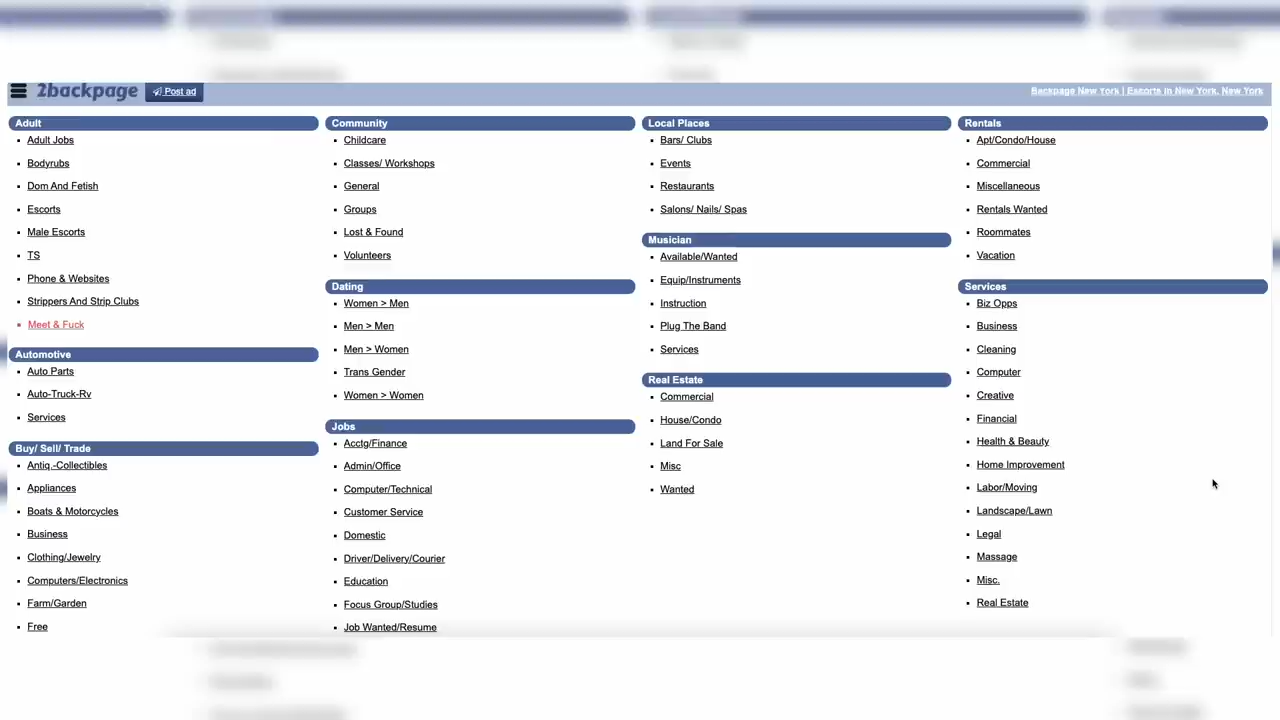 2backpage
Post ad
Backpage New York | Escorts in New York, New York
Adult
Adult Jobs
Bodyrubs
Dom And Fetish
Escorts
Male Escorts
TS
Phone & Websites
Strippers And Strip Clubs
Meet & Fuck
Automotive
Auto Parts
Auto-Truck-Rv
Services
Buy/ Sell/ Trade
Antiq.-Collectibles
Appliances
Boats & Motorcycles
Business
Clothing/Jewelry
Computers/Electronics
Farm/Garden
Free
Community
Childcare
Classes/ Workshops
General
Groups
Lost & Found
Volunteers
Dating
Women > Men
Men > Men
Men > Women
Trans Gender
Women > Women
Jobs
Acctg/Finance
Admin/Office
Computer/Technical
Customer Service
Domestic
Driver/Delivery/Courier
Education
Focus Group/Studies
Job Wanted/Resume
Local Places
Bars/ Clubs
Events
Restaurants
Salons/ Nails/ Spas
Musician
Available/Wanted
Equip/Instruments
Instruction
Plug The Band
Services
Real Estate
Commercial
House/Condo
Land For Sale
Misc
Wanted
Rentals
Apt/Condo/House
Commercial
Miscellaneous
Rentals Wanted
Roommates
Vacation
Services
Biz Opps
Business
Cleaning
Computer
Creative
Financial
Health & Beauty
Home Improvement
Labor/Moving
Landscape/Lawn
Legal
Massage
Misc.
Real Estate